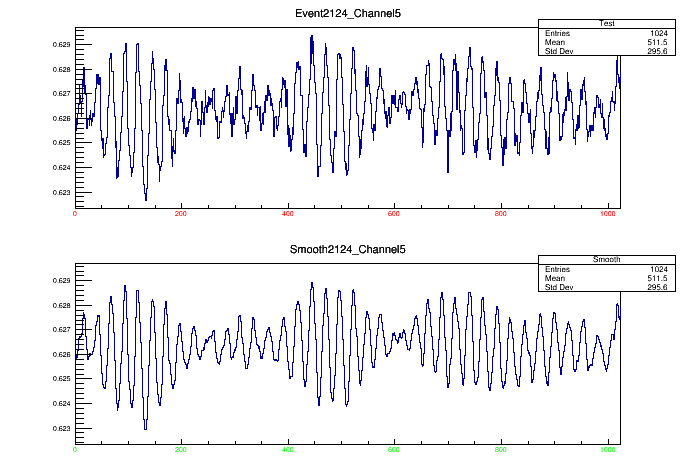 Event2124_Channel5
Test
Entries 1024
Mean 511.5
Std Dev 295.6
0.629
0.628
0.627
0.626
0.625
0.624
0.623
0 200 400 600 800 1000
Smooth2124_Channel5
Smooth
Entries 1024
Mean 511.5
Std Dev 295.6
0.629
0.628
0.627
0.626
0.625
0.624
0.623
0 200 400 600 800 1000